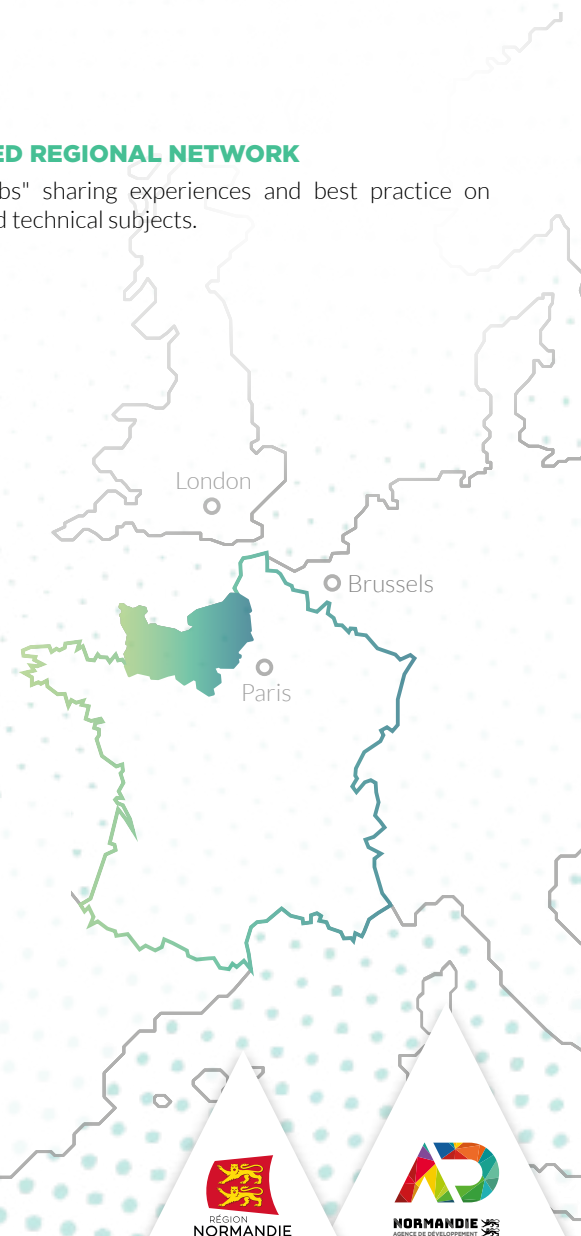 ED REGIONAL NETWORK
bs" sharing experiences and best practice on
d technical subjects.
London
Brussels
Paris
RÉGION
NORMANDIE
AD
NORMANDIE
AGENCE DE DÉVELOPPEMENT